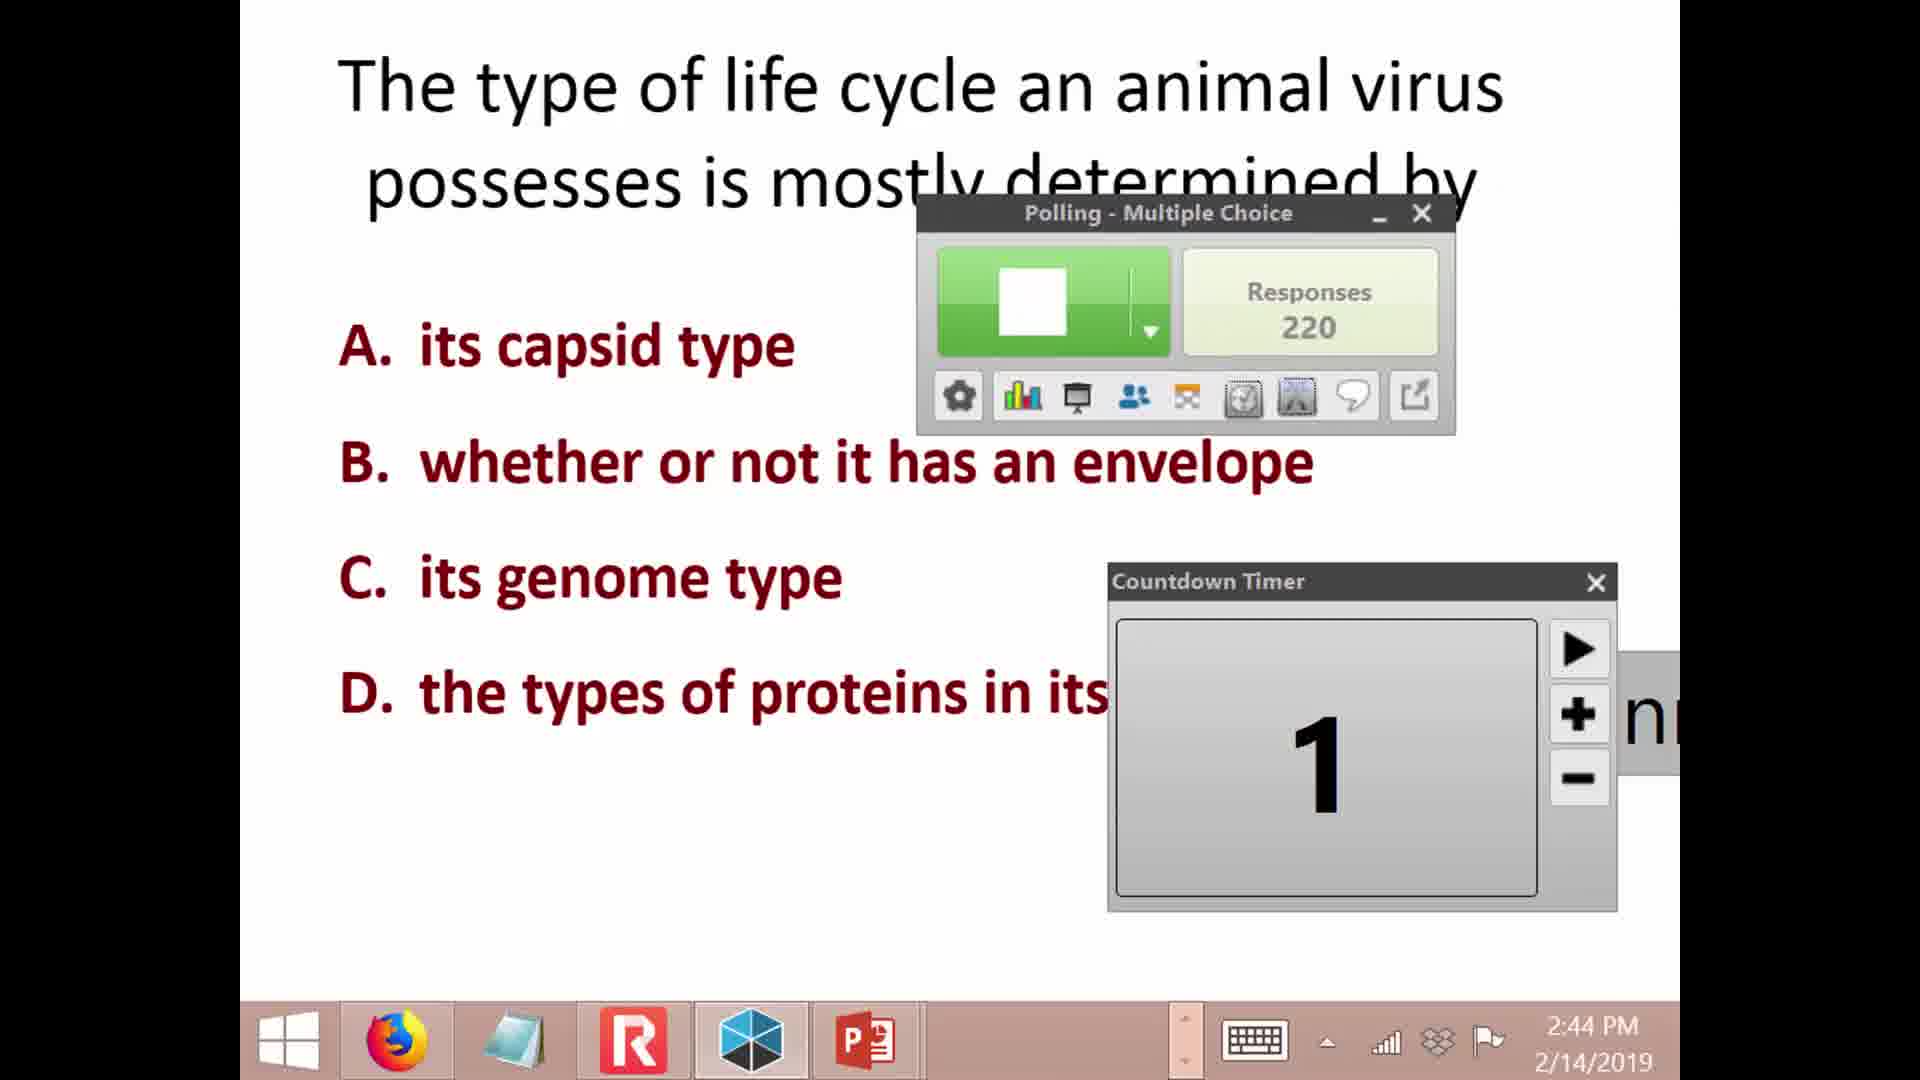 The type of life cycle an animal virus
possesses is mostly determined by
Polling - Multiple Choice
Responses
220
A. its capsid type
B. whether or not it has an envelope
C. its genome type
D. the types of proteins in its
Countdown Timer
1
2:44 PM
2/14/2019